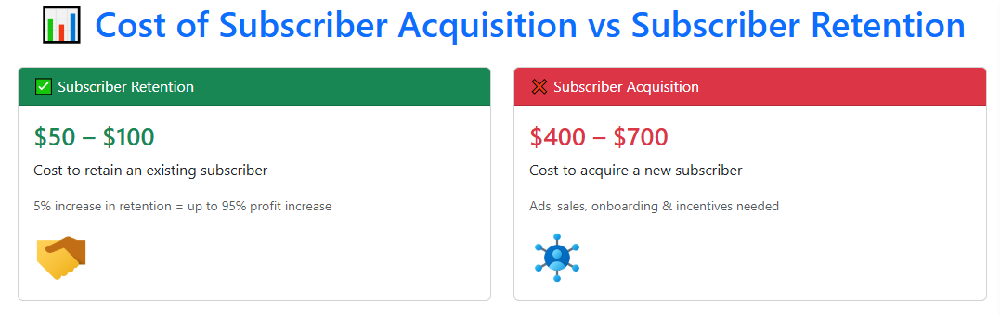 📊 Cost of Subscriber Acquisition vs Subscriber Retention
✅ Subscriber Retention
$50 – $100
Cost to retain an existing subscriber
5% increase in retention = up to 95% profit increase
❌ Subscriber Acquisition
$400 – $700
Cost to acquire a new subscriber
Ads, sales, onboarding & incentives needed